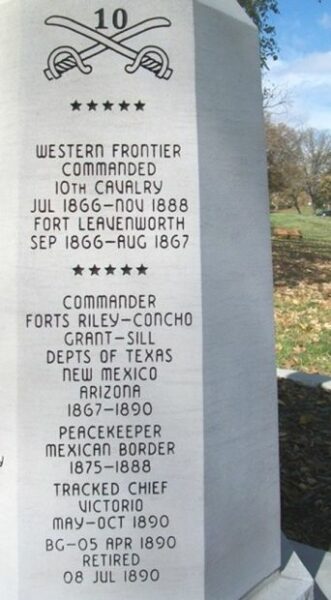 10
WESTERN FRONTIER
COMMANDED
10TH CAVALRY
JUL 1866-NOV 1888
FORT LEAVENWORTH
SEP 1866-AUG 1867
COMMANDER
FORTS RILEY-CONCHO
GRANT-SILL
DEPTS OF TEXAS
NEW MEXICO
ARIZONA
1867-1890
PEACEKEEPER
MEXICAN BORDER
1875-1888
TRACKED CHIEF
VICTORIO
MAY-OCT 1890
BG-05 APR 1890
RETIRED
08 JUL 1890